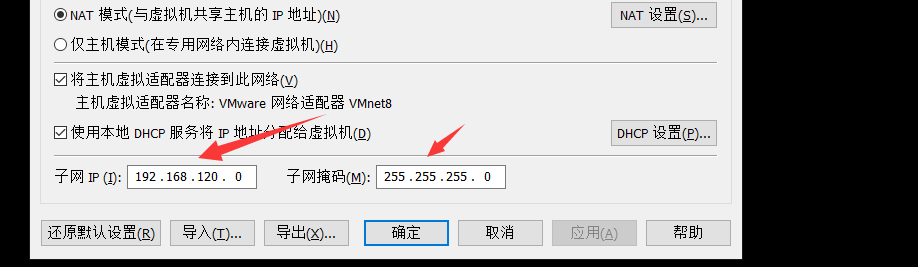 NAT 模式(与虚拟机共享主机的 IP 地址)(N)
NAT 设置(S)...
仅主机模式(在专用网络内连接虚拟机)(H)
将主机虚拟适配器连接到此网络(V)
主机虚拟适配器名称: VMware 网络适配器 VMnet8
使用本地 DHCP 服务将 IP 地址分配给虚拟机(D)
DHCP 设置(P)...
子网 IP (I): 192.168.120. 0 子网掩码(M): 255.255.255. 0
还原默认设置(R) 导入(T)... 导出(X)... 确定 取消 应用(A) 帮助